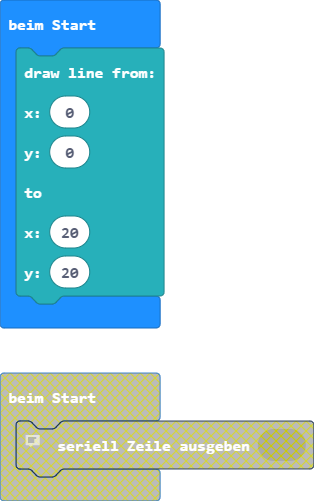 beim Start
draw line from:
x: 0
y: 0
to
x: 20
y: 20
beim Start
seriell Zeile ausgeben